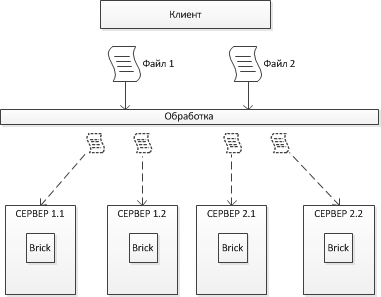 Клиент
Файл 1
Файл 2
Обработка
СЕРВЕР 1.1
СЕРВЕР 1.2
СЕРВЕР 2.1
СЕРВЕР 2.2
Brick
Brick
Brick
Brick